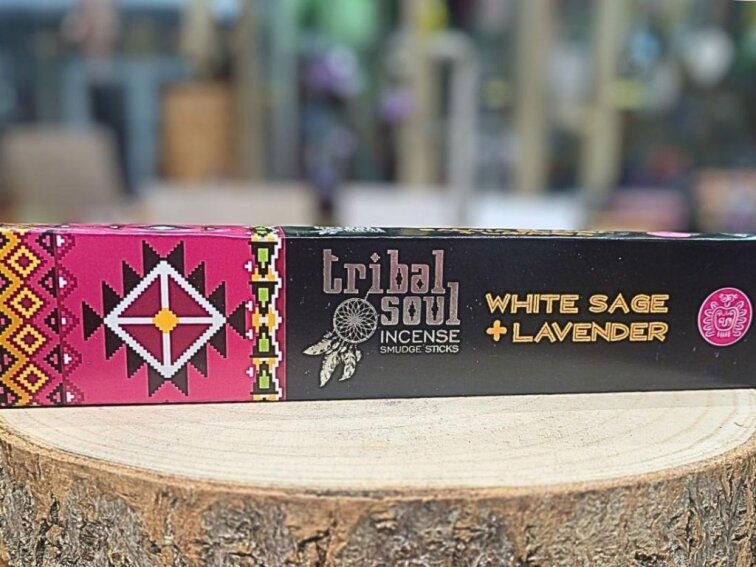 tribal
soul
INCENSE
SMUDGE STICKS
WHITE SAGE
+ LAVENDER